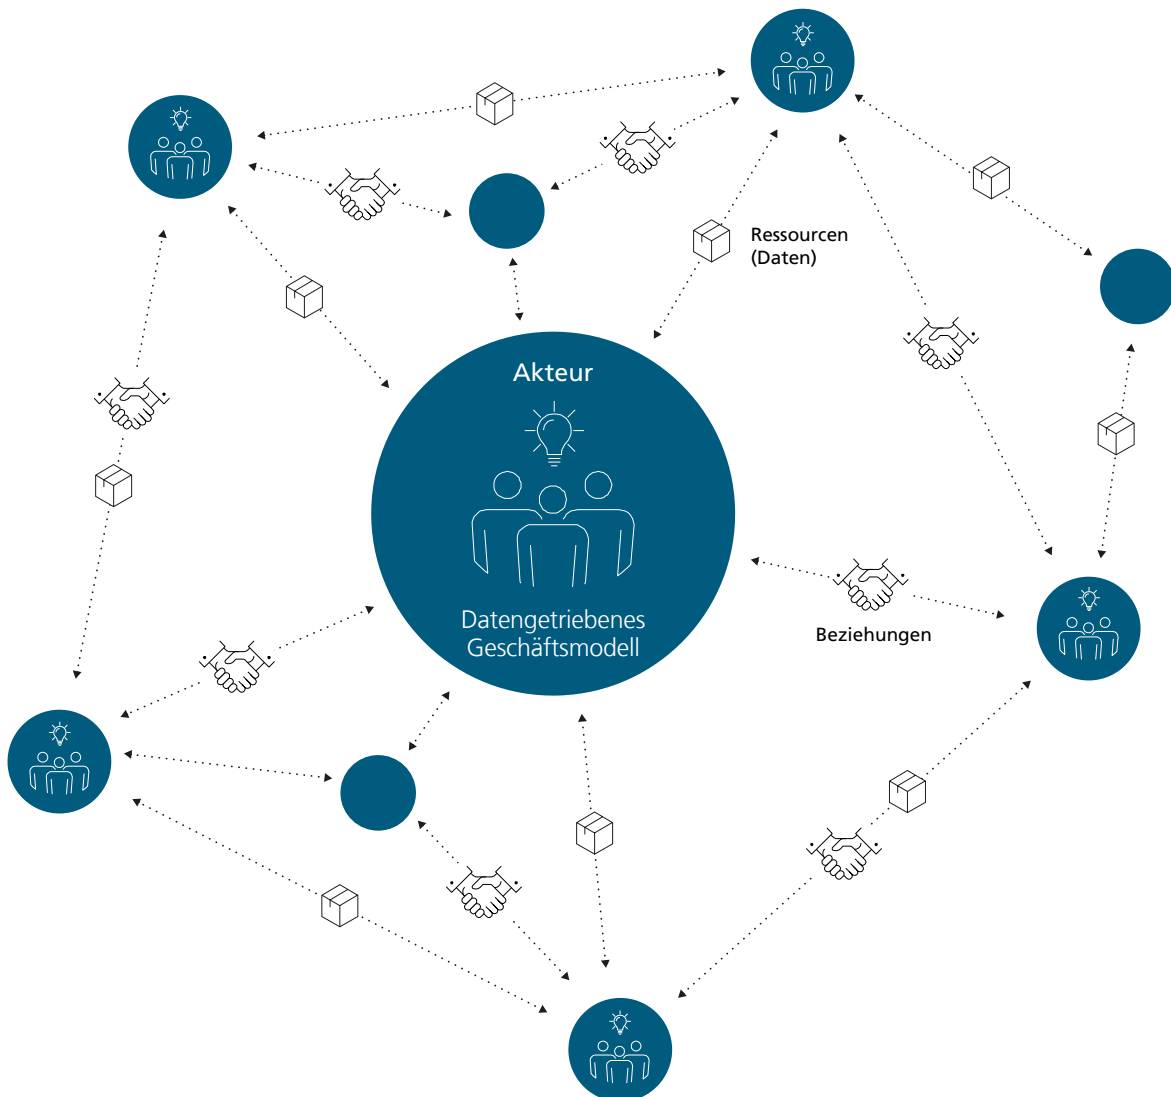 Ressourcen
(Daten)
Akteur
Datengetriebenes
Geschäftsmodell
Beziehungen